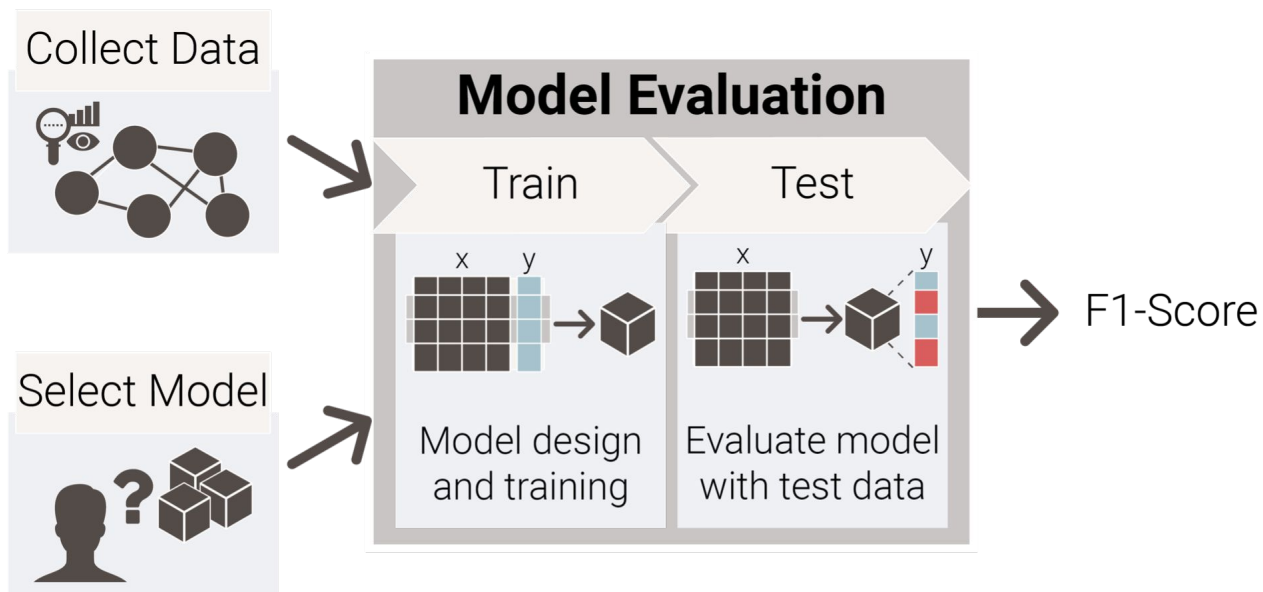 Collect Data
Select Model
?
Model Evaluation
Train
Test
x y
x y
Model design
and training
Evaluate model
with test data
F1-Score